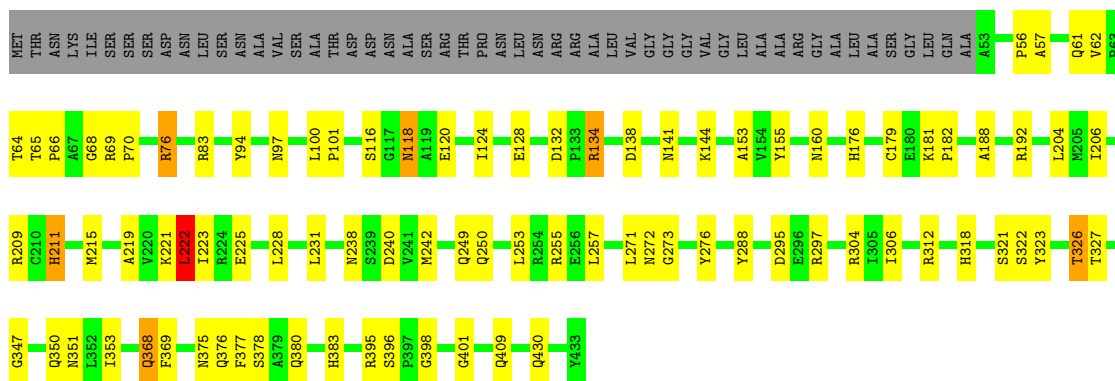 MET THR ASN LYS ILE SER SER SER ASP ASN LEU SER ASN ALA VAL SER ALA THR ASP ASP ASN ALA SER ARG THR PRO ASN LEU ASN ARG ARG ALA LEU VAL GLY GLY GLY VAL GLY LEU ALA ALA ARG GLY ALA LEU ALA SER GLY LEU GLN ALA A53 P56 A57 Q61 V62 R63
T64 T65 P66 A67 G68 R69 P70 R76 R83 Y94 N97 L100 P101 S116 G117 N118 A119 E120 I124 E128 D132 P133 R134 D138 N141 K144 A153 V154 Y155 N160 H176 C179 E180 K181 P182 A188 R192 L204 M205 I206
R209 C210 H211 M215 A219 V220 K221 L222 I223 R224 E225 L228 L231 N238 S239 D240 V241 M242 Q249 Q250 L253 R254 R255 E256 L257 L271 N272 G273 Y276 Y288 D295 E296 R297 R304 I305 I306 R312 H318 S321 S322 Y323 T326 T327
G347 Q350 N351 L352 I353 Q368 F369 N375 Q376 F377 S378 A379 Q380 H383 R395 S396 P397 G398 G401 Q409 Q430 Y433